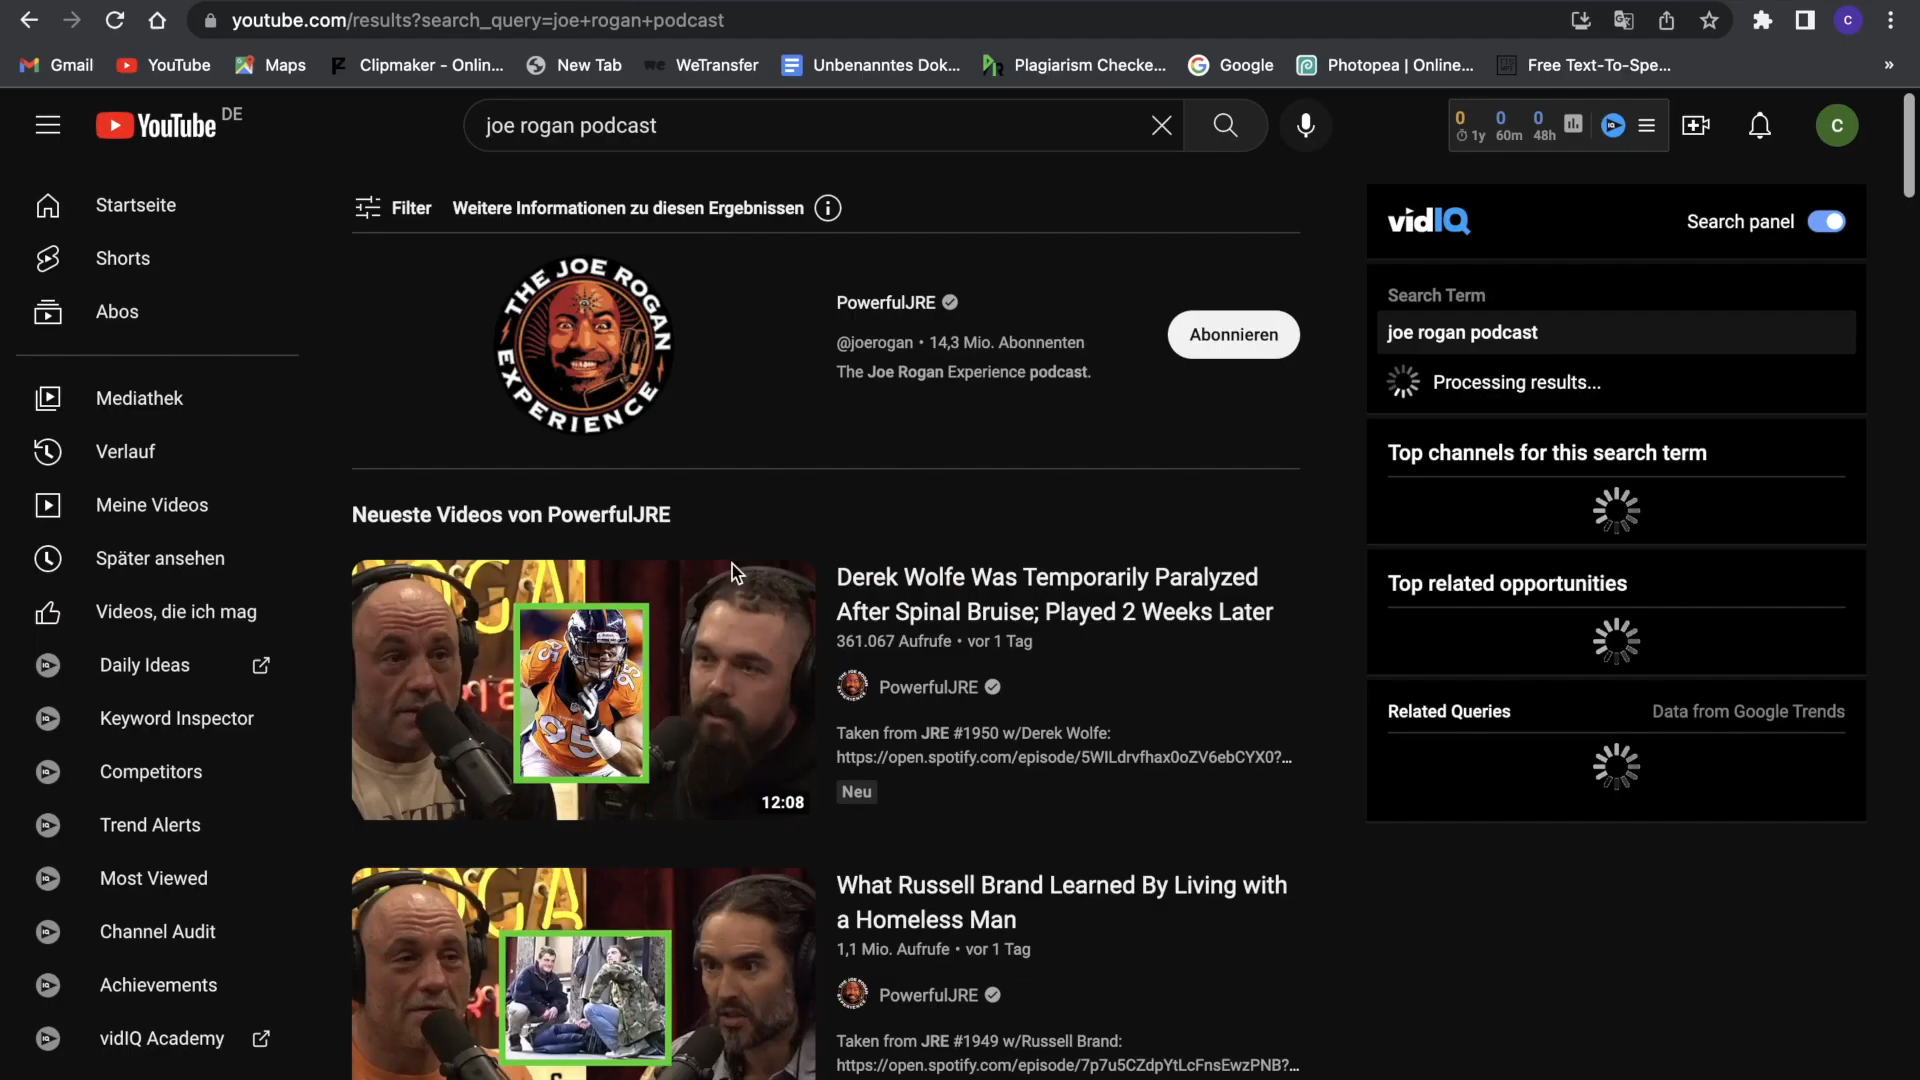 youtube.com/results?search_query=joe+rogan+podcast
C
Gmail
YouTube
Maps
Clipmaker - Onlin...
New Tab
WeTransfer
Unbenanntes Dok...
Plagiarism Checke...
Google
Photopea | Online...
Free Text-To-Spe...
»
YouTube DE
joe rogan podcast
0 0 0
1y 60m 48h
C
Startseite
Shorts
Abos
Mediathek
Verlauf
Meine Videos
Später ansehen
Videos, die ich mag
Daily Ideas
Keyword Inspector
Competitors
Trend Alerts
Most Viewed
Channel Audit
Achievements
vidIQ Academy
Filter
Weitere Informationen zu diesen Ergebnissen
THE JOE ROGAN
EXPERIENCE
PowerfulJRE
@joerogan • 14,3 Mio. Abonnenten
The Joe Rogan Experience podcast.
Abonnieren
Neueste Videos von PowerfulJRE
95
12:08
Derek Wolfe Was Temporarily Paralyzed
After Spinal Bruise; Played 2 Weeks Later
361.067 Aufrufe • vor 1 Tag
PowerfulJRE
Taken from JRE #1950 w/Derek Wolfe:
https://open.spotify.com/episode/5WILdrvfhax0oZV6ebCYX0?...
Neu
What Russell Brand Learned By Living with
a Homeless Man
1,1 Mio. Aufrufe • vor 1 Tag
PowerfulJRE
Taken from JRE #1949 w/Russell Brand:
https://open.spotify.com/episode/7p7u5CZdpYtLcFnsEwzPNB?...
vidIQ
Search panel
Search Term
joe rogan podcast
Processing results...
Top channels for this search term
Top related opportunities
Related Queries
Data from Google Trends